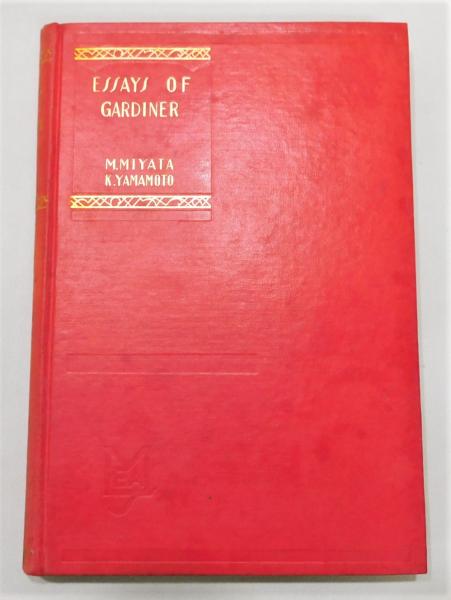 ESSAYS OF
GARDINER
M.MIYATA
K.YAMAMOTO